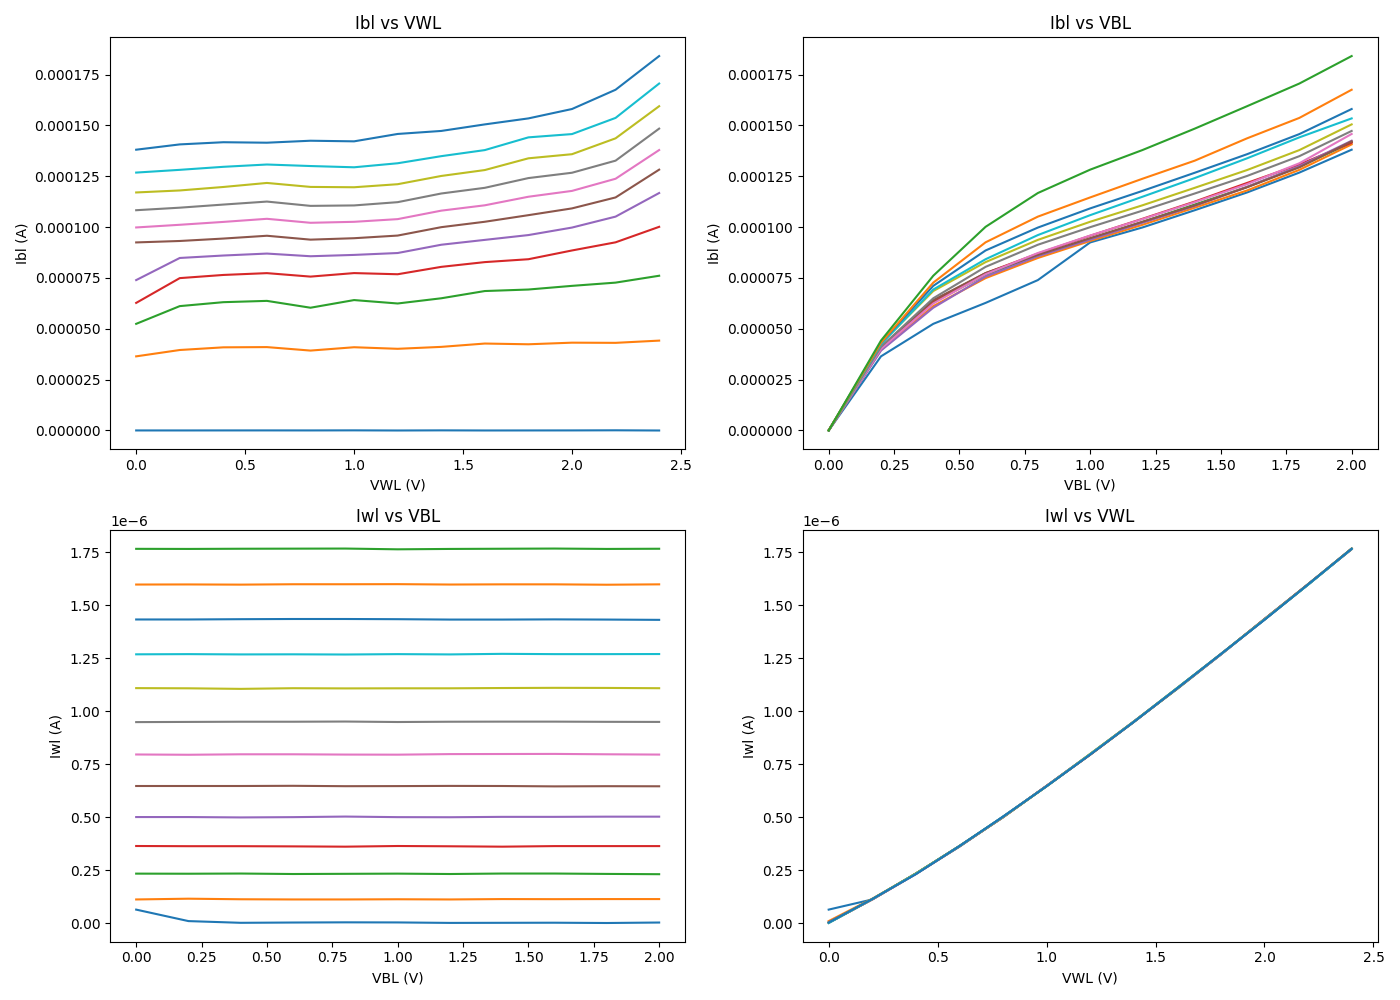 Ibl vs VWL
Ibl (A)
0.000175
0.000150
0.000125
0.000100
0.000075
0.000050
0.000025
0.000000
0.0 0.5 1.0 1.5 2.0 2.5
VWL (V)
Ibl vs VBL
Ibl (A)
0.000175
0.000150
0.000125
0.000100
0.000075
0.000050
0.000025
0.000000
0.00 0.25 0.50 0.75 1.00 1.25 1.50 1.75 2.00
VBL (V)
Iwl vs VBL
1e−6
Iwl (A)
1.75
1.50
1.25
1.00
0.75
0.50
0.25
0.00
0.00 0.25 0.50 0.75 1.00 1.25 1.50 1.75 2.00
VBL (V)
Iwl vs VWL
1e−6
Iwl (A)
1.75
1.50
1.25
1.00
0.75
0.50
0.25
0.00
0.0 0.5 1.0 1.5 2.0 2.5
VWL (V)